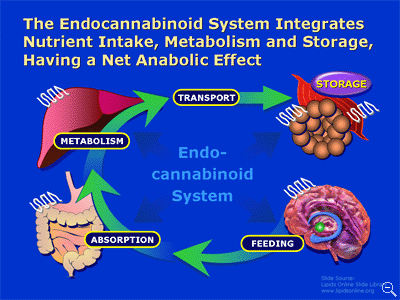 The Endocannabinoid System Integrates
Nutrient Intake, Metabolism and Storage,
Having a Net Anabolic Effect
STORAGE
TRANSPORT
METABOLISM
Endo-
cannabinoid
System
ABSORPTION
FEEDING
Slide Source:
Lipids Online Slide Library
www.lipidsonline.org